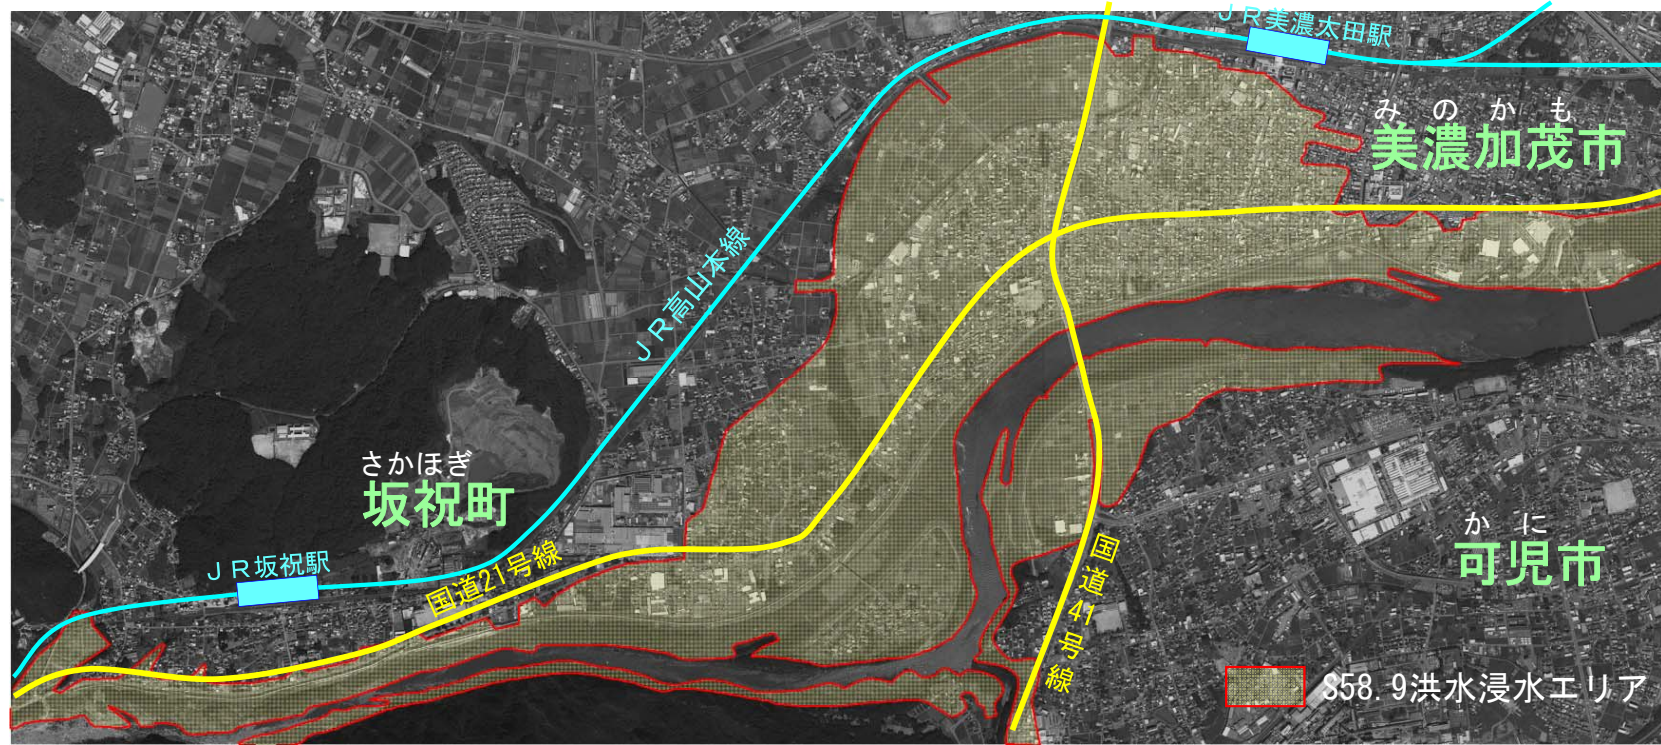 ＪＲ美濃太田駅
みのかも
美濃加茂市
ＪＲ高山本線
さかほぎ
坂祝町
ＪＲ坂祝駅
国道21号線
国道41号線
かに
可児市
S58.9洪水浸水エリア